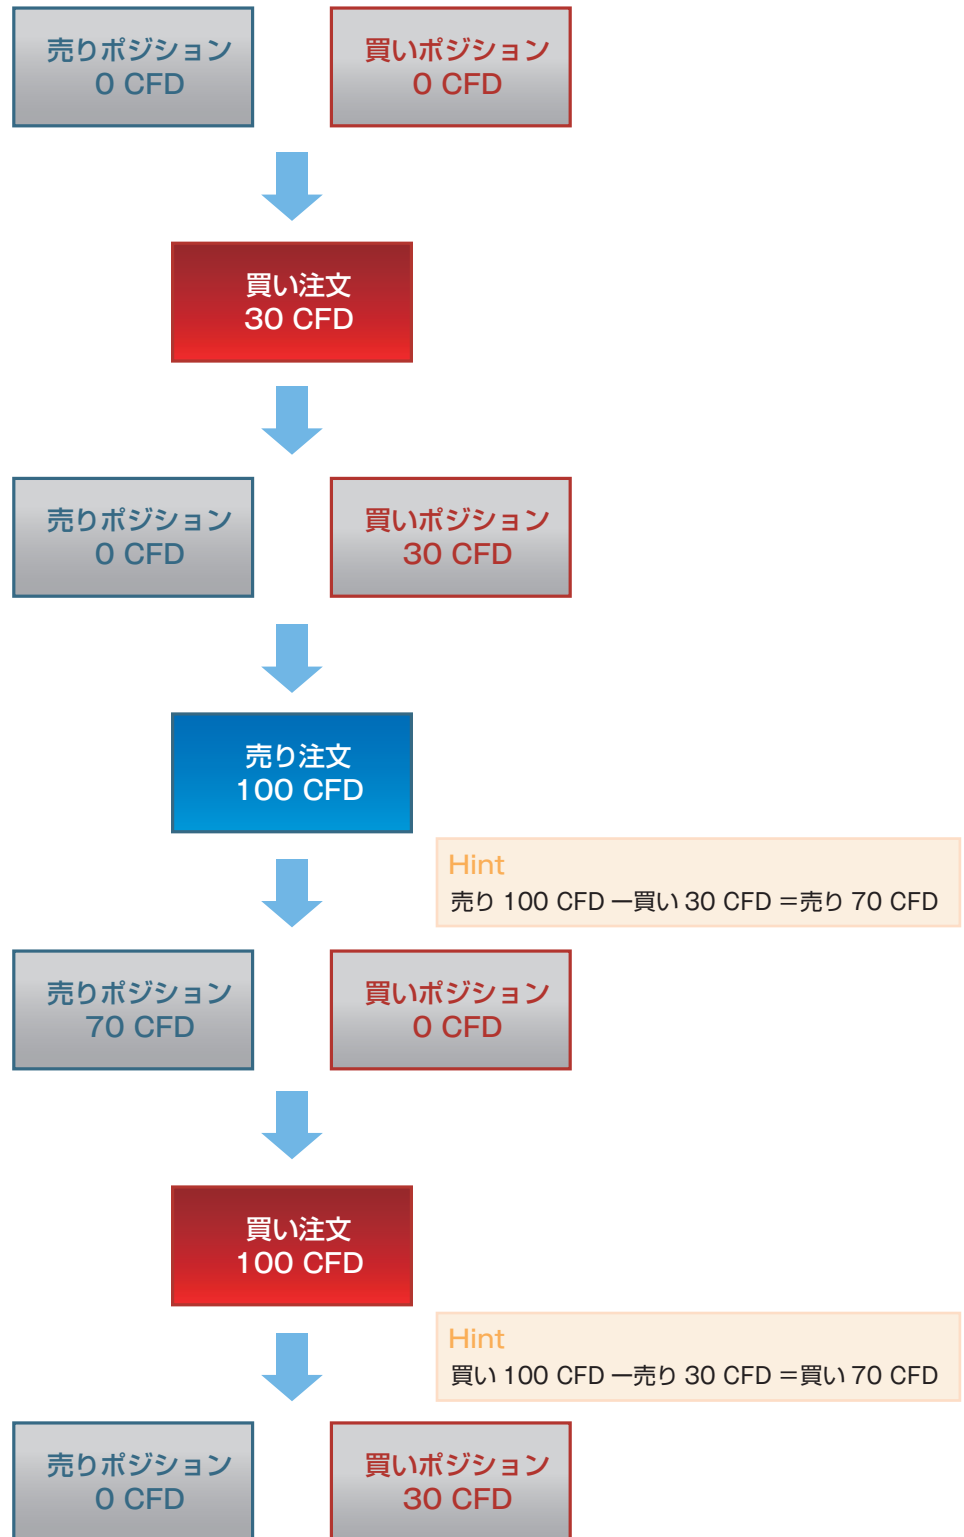 売りポジション
0 CFD
買いポジション
0 CFD
買い注文
30 CFD
売りポジション
0 CFD
買いポジション
30 CFD
売り注文
100 CFD
Hint
売り 100 CFD ー買い 30 CFD ＝売り 70 CFD
売りポジション
70 CFD
買いポジション
0 CFD
買い注文
100 CFD
Hint
買い 100 CFD ー売り 30 CFD ＝買い 70 CFD
売りポジション
0 CFD
買いポジション
30 CFD